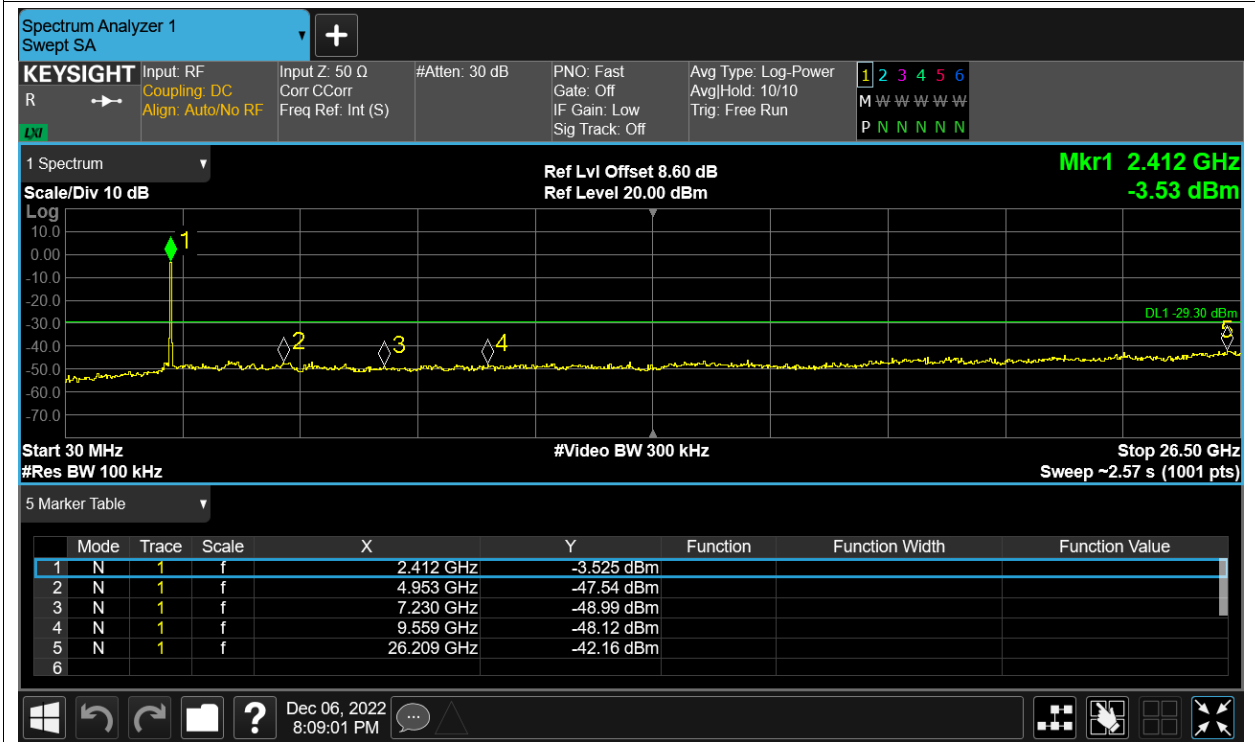 Spectrum Analyzer 1
Swept SA
+
KEYSIGHT
R
LXI
Input: RF
Coupling: DC
Align: Auto/No RF
Input Z: 50 Ω
Corr CCorr
Freq Ref: Int (S)
#Atten: 30 dB
PNO: Fast
Gate: Off
IF Gain: Low
Sig Track: Off
Avg Type: Log-Power
Avg|Hold: 10/10
Trig: Free Run
1 2 3 4 5 6
M W W W W W
P N N N N N
1 Spectrum
Scale/Div 10 dB
Ref Lvl Offset 8.60 dB
Ref Level 20.00 dBm
Mkr1 2.412 GHz
-3.53 dBm
Log
10.0
0.00
-10.0
-20.0
-30.0
-40.0
-50.0
-60.0
-70.0
1
2
3
4
5
DL1 -29.30 dBm
Start 30 MHz
#Res BW 100 kHz
#Video BW 300 kHz
Stop 26.50 GHz
Sweep ~2.57 s (1001 pts)
5 Marker Table
Mode Trace Scale X Y Function Function Width Function Value
1 N 1 f 2.412 GHz -3.525 dBm
2 N 1 f 4.953 GHz -47.54 dBm
3 N 1 f 7.230 GHz -48.99 dBm
4 N 1 f 9.559 GHz -48.12 dBm
5 N 1 f 26.209 GHz -42.16 dBm
6
?
Dec 06, 2022
8:09:01 PM